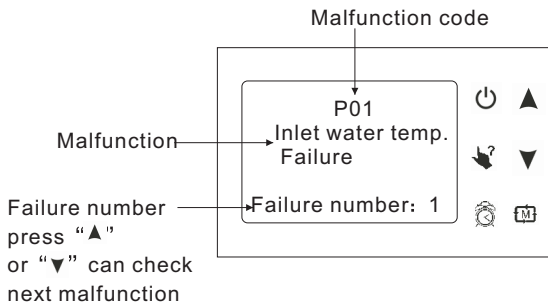 Malfunction code
P01
Inlet water temp.
Failure
Malfunction
Failure number: 1
Failure number
press “▲”
or “▼” can check
next malfunction
M
?